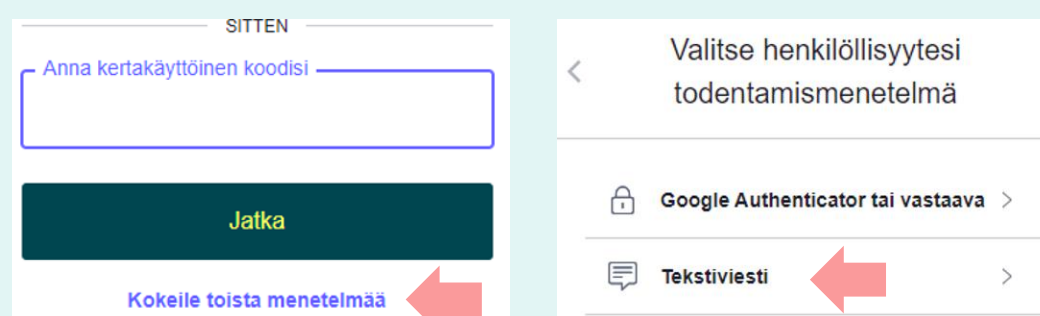 SITTEN
Anna kertakäyttöinen koodisi
Jatka
Kokeile toista menetelmää
Valitse henkilöllisyytesi
todentamismenetelmä
Google Authenticator tai vastaava
Tekstiviesti